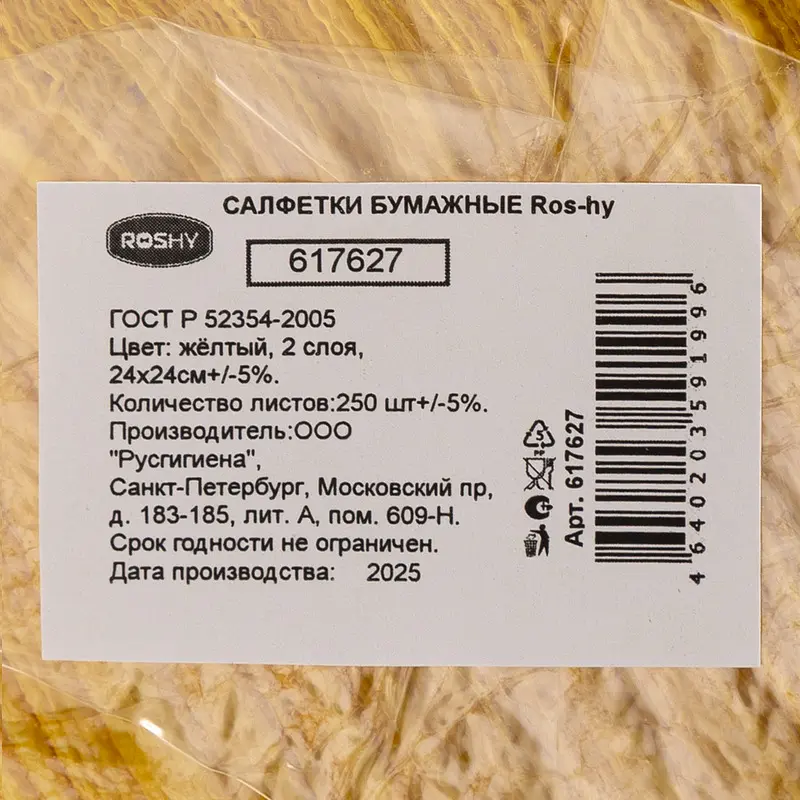 САЛФЕТКИ БУМАЖНЫЕ Ros-hy
ROSHY
617627
ГОСТ Р 52354-2005
Цвет: жёлтый, 2 слоя,
24х24см+/-5%.
Количество листов:250 шт+/-5%.
Производитель:ООО
"Русгигиена",
Санкт-Петербург, Московский пр,
д. 183-185, лит. А, пом. 609-Н.
Срок годности не ограничен.
Дата производства: 2025
5
PP
Арт. 617627
4640203591996